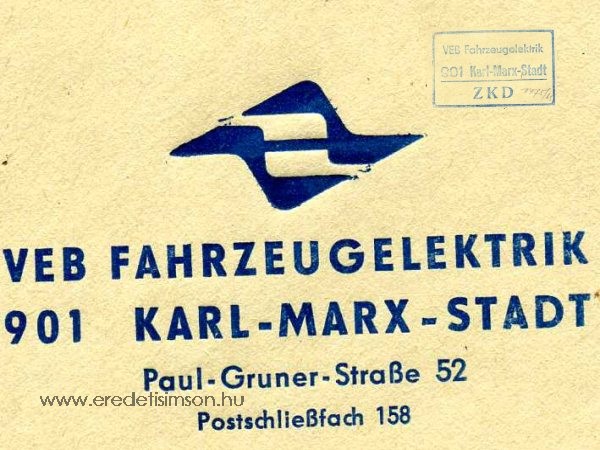 VEB Fahrzeugelektrik
901 Karl-Marx-Stadt
ZKD
VEB FAHRZEUGELEKTRIK
901 KARL-MARX-STADT
Paul-Gruner-Straße 52
www.eredetisimson.hu
Postschließfach 158